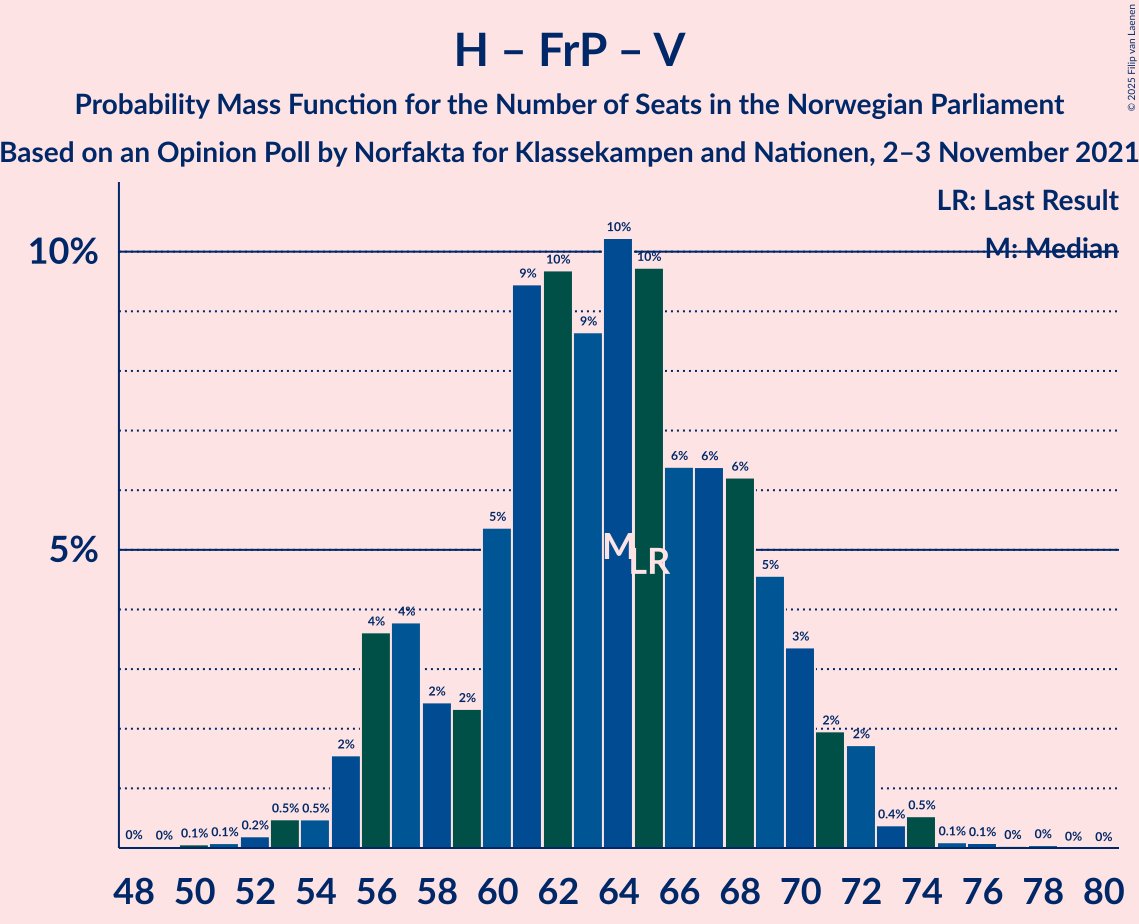 H – FrP – V
Probability Mass Function for the Number of Seats in the Norwegian Parliament
Based on an Opinion Poll by Norfakta for Klassekampen and Nationen, 2–3 November 2021
© 2025 Filip van Laenen
LR: Last Result
M: Median
10%
5%
0% 0% 0.1% 0.1% 0.2% 0.5% 0.5% 2% 4% 4% 2% 2% 5% 9% 10% 9% 10% 10% 6% 6% 6% 5% 3% 2% 2% 0.4% 0.5% 0.1% 0.1% 0% 0% 0% 0%
M
LR
48 50 52 54 56 58 60 62 64 66 68 70 72 74 76 78 80